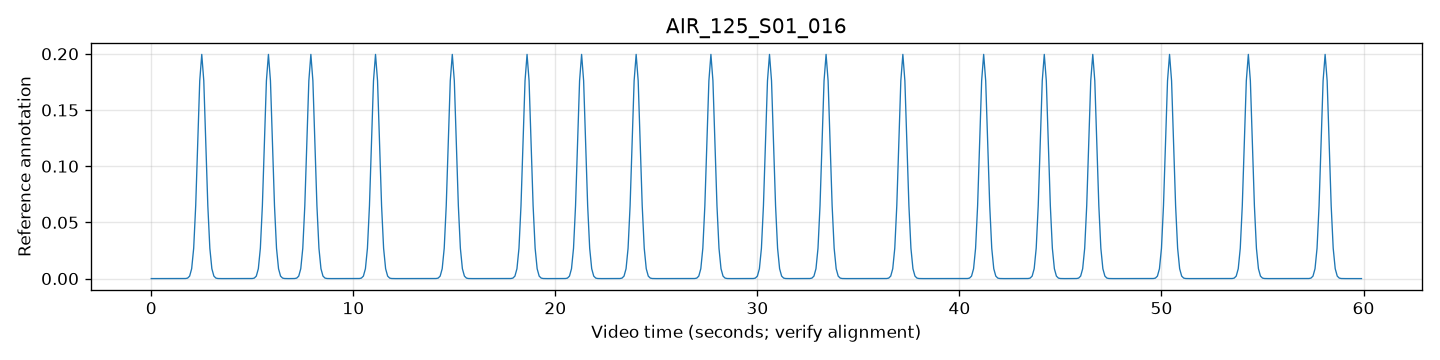 AIR_125_S01_016
Reference annotation
0.20
0.15
0.10
0.05
0.00
0 10 20 30 40 50 60
Video time (seconds; verify alignment)